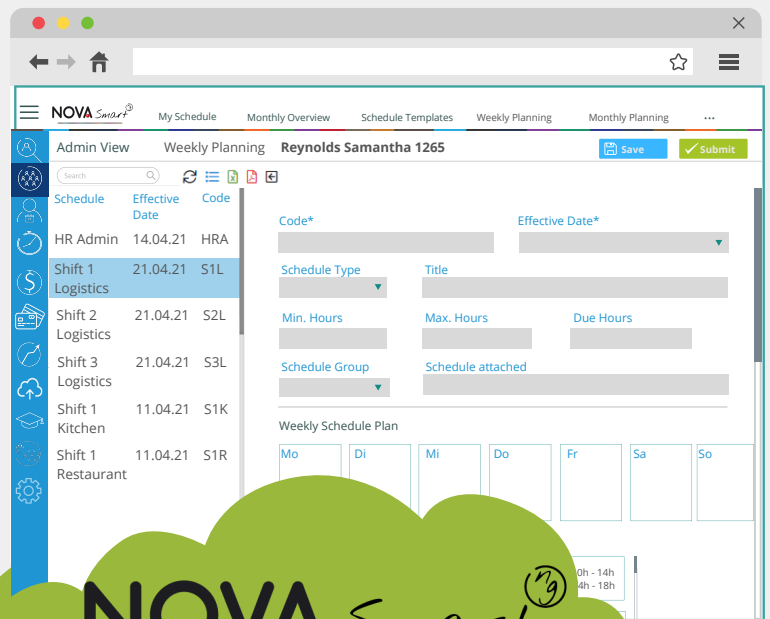 NOVA Smart ng
My Schedule Monthly Overview Schedule Templates Weekly Planning Monthly Planning ...
Admin View Weekly Planning Reynolds Samantha 1265 Save Submit
Search
Schedule Effective Date Code
HR Admin 14.04.21 HRA
Shift 1 Logistics 21.04.21 S1L
Shift 2 Logistics 21.04.21 S2L
Shift 3 Logistics 21.04.21 S3L
Shift 1 Kitchen 11.04.21 S1K
Shift 1 Restaurant 11.04.21 S1R
Code* Effective Date*
Schedule Type Title
Min. Hours Max. Hours Due Hours
Schedule Group Schedule attached
Weekly Schedule Plan
Mo Di Mi Do Fr Sa So
0h - 14h
4h - 18h
NOVA Smart ng